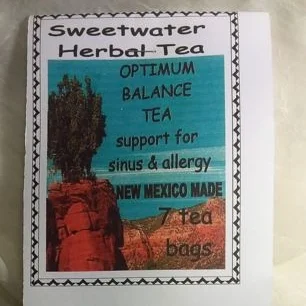 Sweetwater
Herbal Tea
OPTIMUM
BALANCE
TEA
support for
sinus & allergy
NEW MEXICO MADE
7 tea
bags